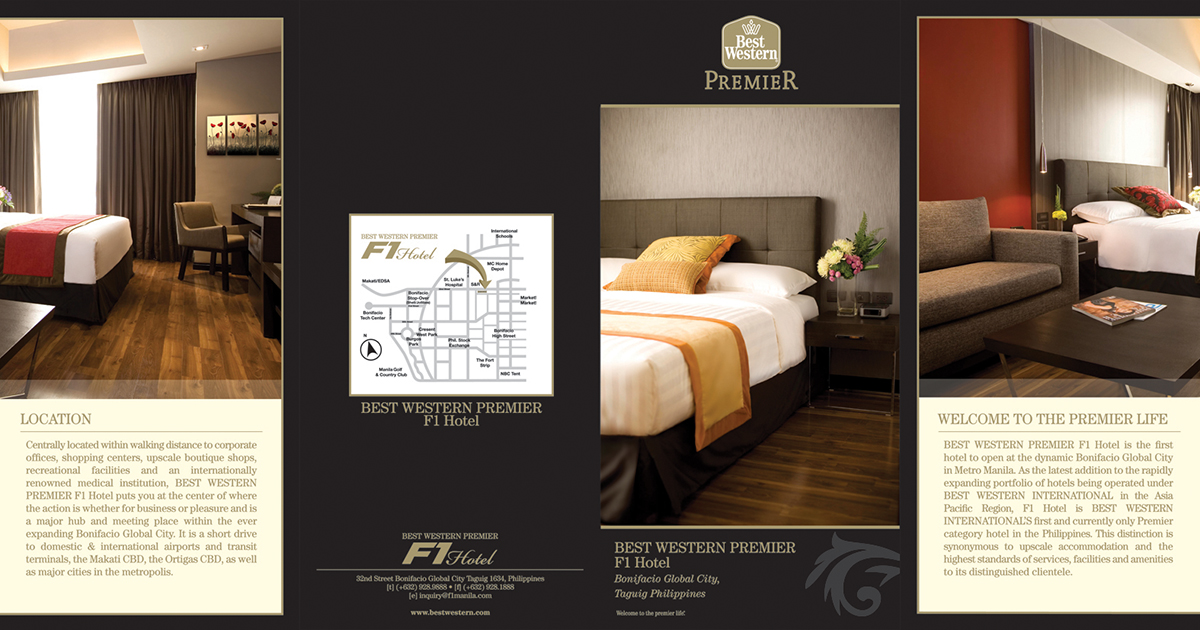 LOCATION
Centrally located within walking distance to corporate
offices, shopping centers, upscale boutique shops,
recreational facilities and an internationally
renowned medical institution, BEST WESTERN
PREMIER F1 Hotel puts you at the center of where
the action is whether for business or pleasure and is
a major hub and meeting place within the ever
expanding Bonifacio Global City. It is a short drive
to domestic & international airports and transit
terminals, the Makati CBD, the Ortigas CBD, as well
as major cities in the metropolis.
BEST WESTERN PREMIER
F1 Hotel
International
Schools
MC Home
Depot
Makati/EDSA
St. Luke's
Hospital
S&R
Bonifacio
Stop-Over
Market!
Market!
Bonifacio
Tech Center
Cresent
West Park
Burgos
Park
Bonifacio
High Street
Phil. Stock
Exchange
N
The Fort
Strip
Manila Golf
& Country Club
NBC Tent
BEST WESTERN PREMIER
F1 Hotel
BEST WESTERN PREMIER
F1 Hotel
32nd Street Bonifacio Global City Taguig 1634, Philippines
[t] (+632) 928.9888 • [f] (+632) 928.1888
[e] inquiry@f1manila.com
www.bestwestern.com
Best
Western
PREMIER
BEST WESTERN PREMIER
F1 Hotel
Bonifacio Global City,
Taguig Philippines
Welcome to the premier life!
WELCOME TO THE PREMIER LIFE
BEST WESTERN PREMIER F1 Hotel is the first
hotel to open at the dynamic Bonifacio Global City
in Metro Manila. As the latest addition to the rapidly
expanding portfolio of hotels being operated under
BEST WESTERN INTERNATIONAL in the Asia
Pacific Region, F1 Hotel is BEST WESTERN
INTERNATIONAL'S first and currently only Premier
category hotel in the Philippines. This distinction is
synonymous to upscale accommodation and the
highest standards of services, facilities and amenities
to its distinguished clientele.